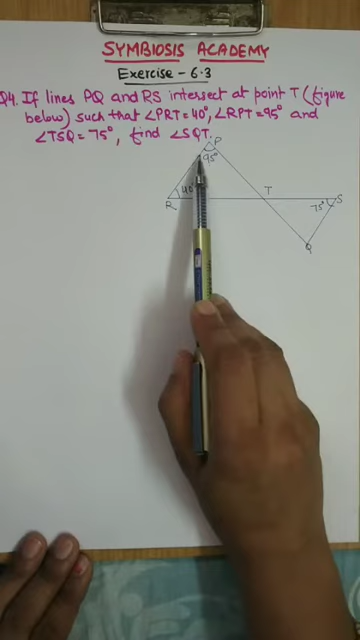 SYMBIOSIS ACADEMY
Exercise - 6.3
Q4. If lines PQ and RS intersect at point T (figure
below) such that ∠PRT = 40°, ∠RPT = 95° and
∠TSQ = 75°, find ∠SQT.
P
95°
40°
R
T
75°
S
Q